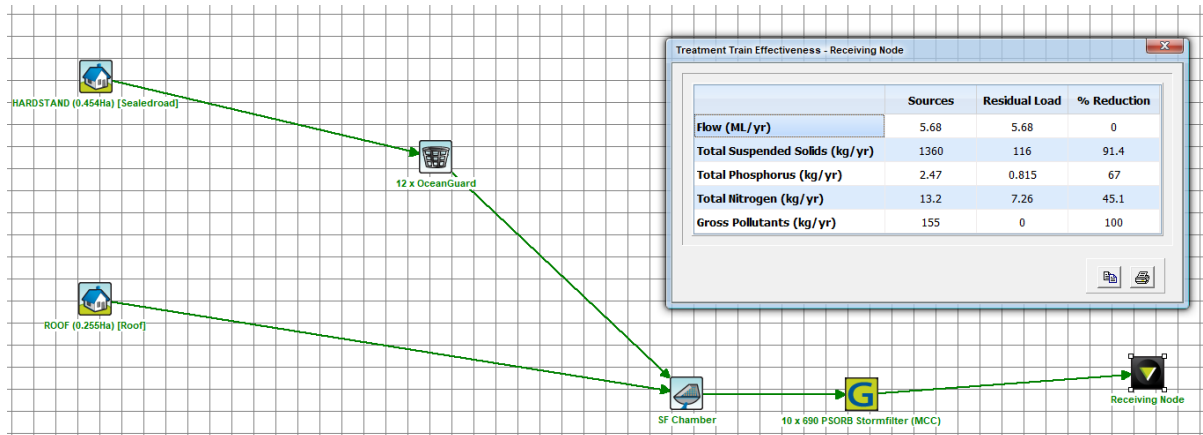 Treatment Train Effectiveness - Receiving Node
Sources Residual Load % Reduction
Flow (ML/yr) 5.68 5.68 0
Total Suspended Solids (kg/yr) 1360 116 91.4
Total Phosphorus (kg/yr) 2.47 0.815 67
Total Nitrogen (kg/yr) 13.2 7.26 45.1
Gross Pollutants (kg/yr) 155 0 100
HARDSTAND (0.454Ha) [Sealedroad]
12 x OceanGuard
ROOF (0.255Ha) [Roof]
SF Chamber
G
10 x 690 PSORB Stormfilter (MCC)
Receiving Node